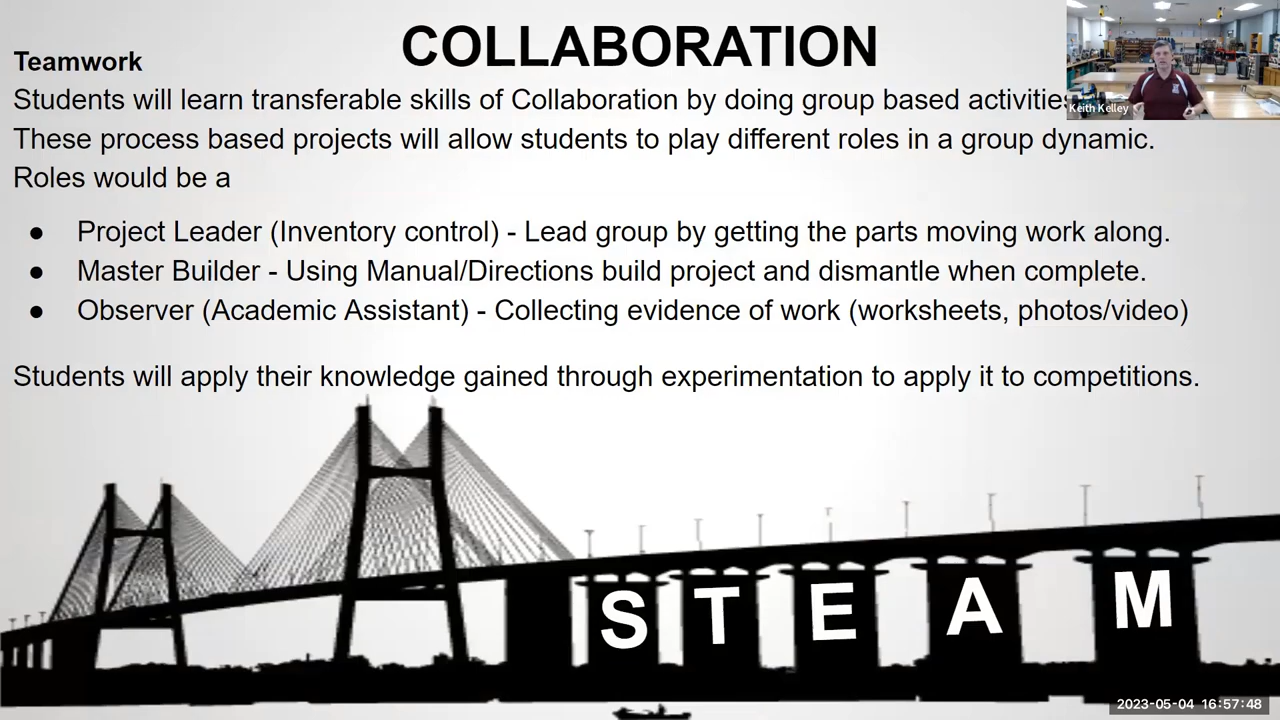 COLLABORATION
Teamwork
Students will learn transferable skills of Collaboration by doing group based
These process based projects will allow students to play different roles in a group dynamic.
Roles would be a
● Project Leader (Inventory control) - Lead group by getting the parts moving work along.
● Master Builder - Using Manual/Directions build project and dismantle when complete.
● Observer (Academic Assistant) - Collecting evidence of work (worksheets, photos/video)
Students will apply their knowledge gained through experimentation to apply it to competitions.
S T E A M
Keith Kelley
2023-05-04 16:57:48